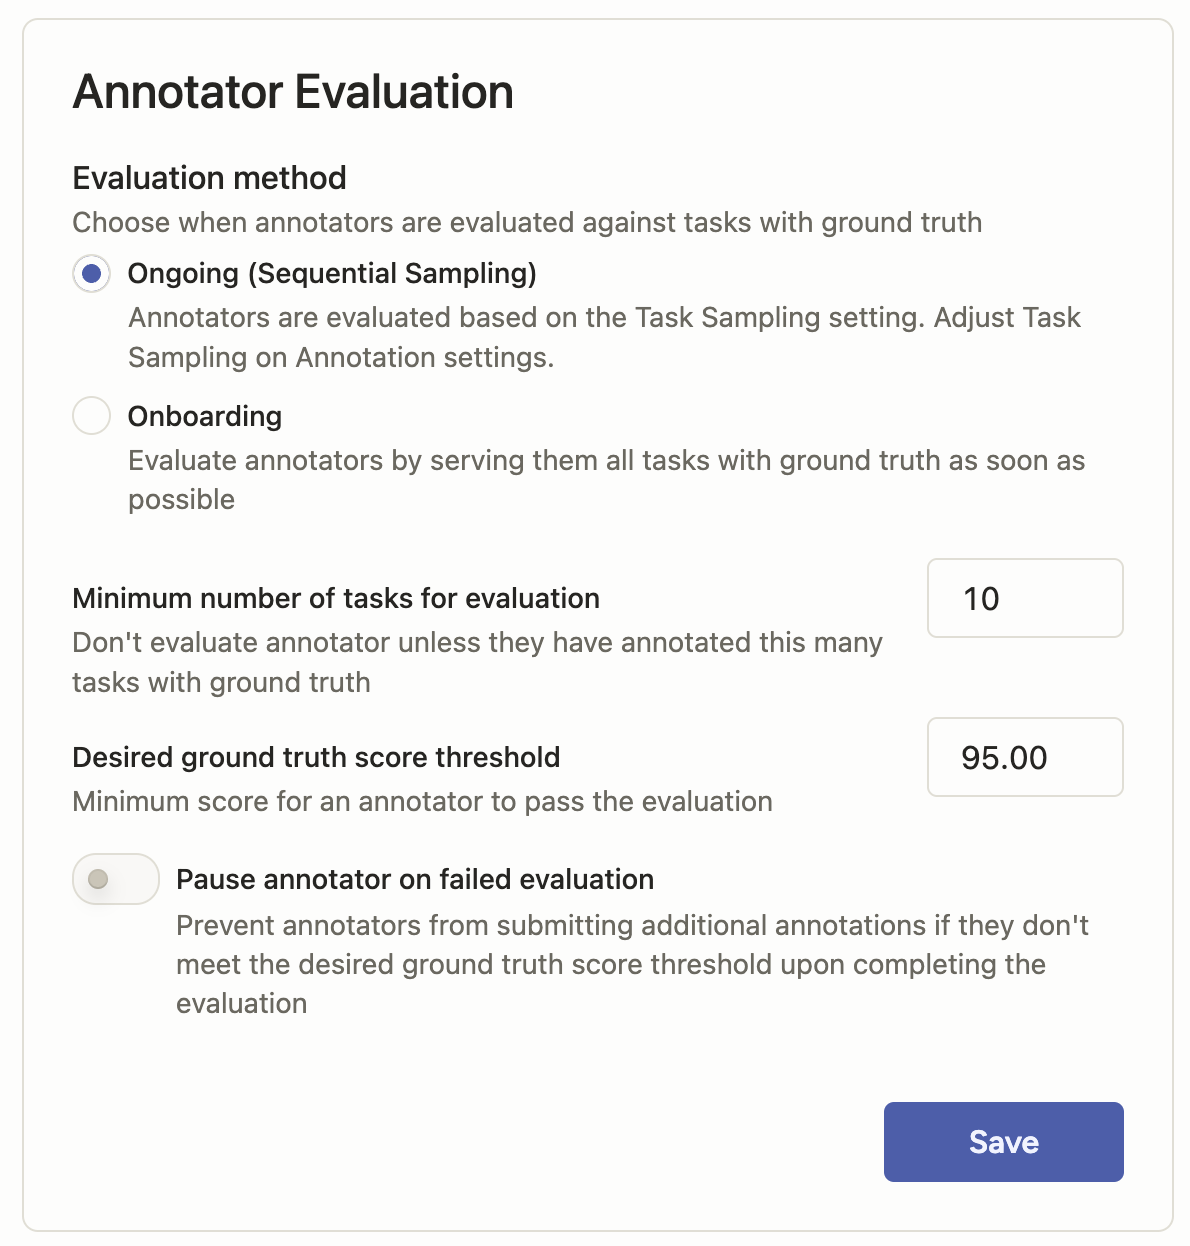 Annotator Evaluation
Evaluation method
Choose when annotators are evaluated against tasks with ground truth
Ongoing (Sequential Sampling)
Annotators are evaluated based on the Task Sampling setting. Adjust Task
Sampling on Annotation settings.
Onboarding
Evaluate annotators by serving them all tasks with ground truth as soon as
possible
Minimum number of tasks for evaluation
10
Don't evaluate annotator unless they have annotated this many
tasks with ground truth
Desired ground truth score threshold
95.00
Minimum score for an annotator to pass the evaluation
Pause annotator on failed evaluation
Prevent annotators from submitting additional annotations if they don't
meet the desired ground truth score threshold upon completing the
evaluation
Save